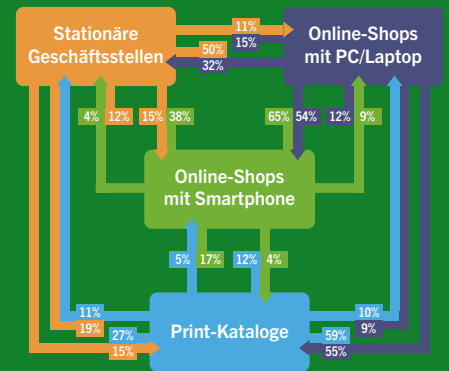 Stationäre
Geschäftsstellen
11%
15%
50%
32%
Online-Shops
mit PC/Laptop
4% 12% 15% 38%
65% 54% 12% 9%
Online-Shops
mit Smartphone
5% 17% 12% 4%
11%
19%
27%
15%
Print-Kataloge
10%
9%
59%
55%